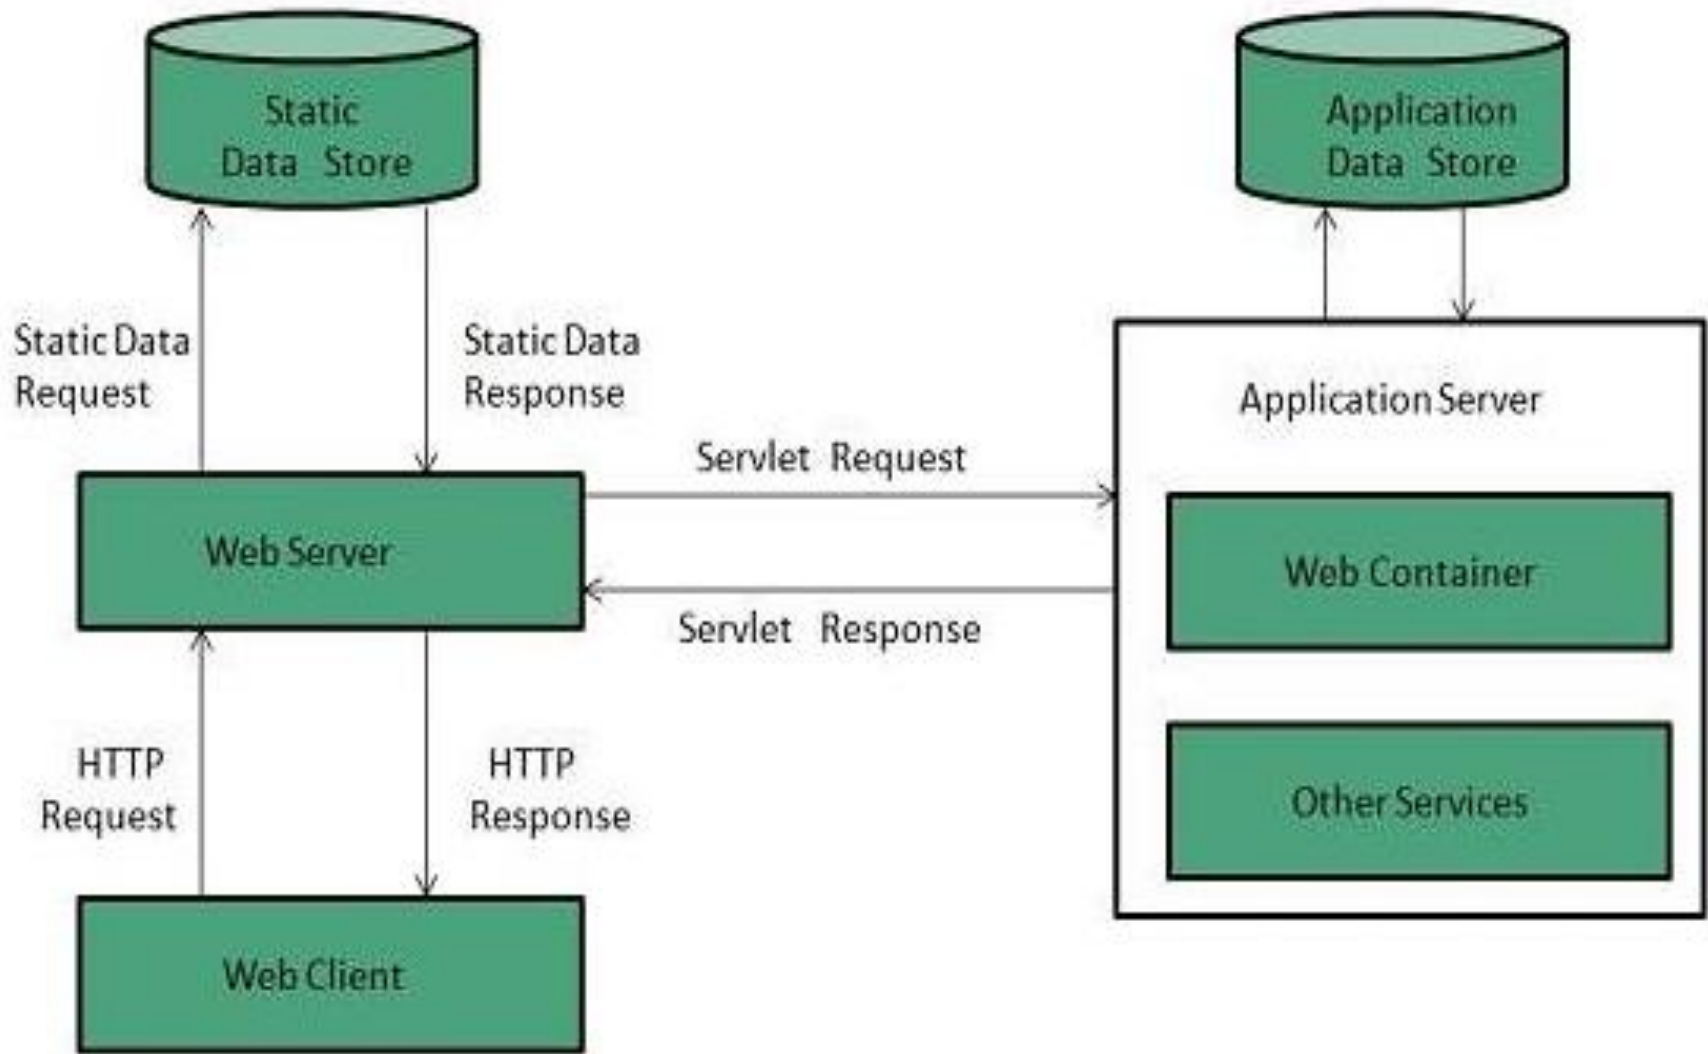 Static
Data Store
Application
Data Store
Static Data
Request
Static Data
Response
Application Server
Servlet Request
Web Server
Web Container
Servlet Response
HTTP
Request
HTTP
Response
Other Services
Web Client